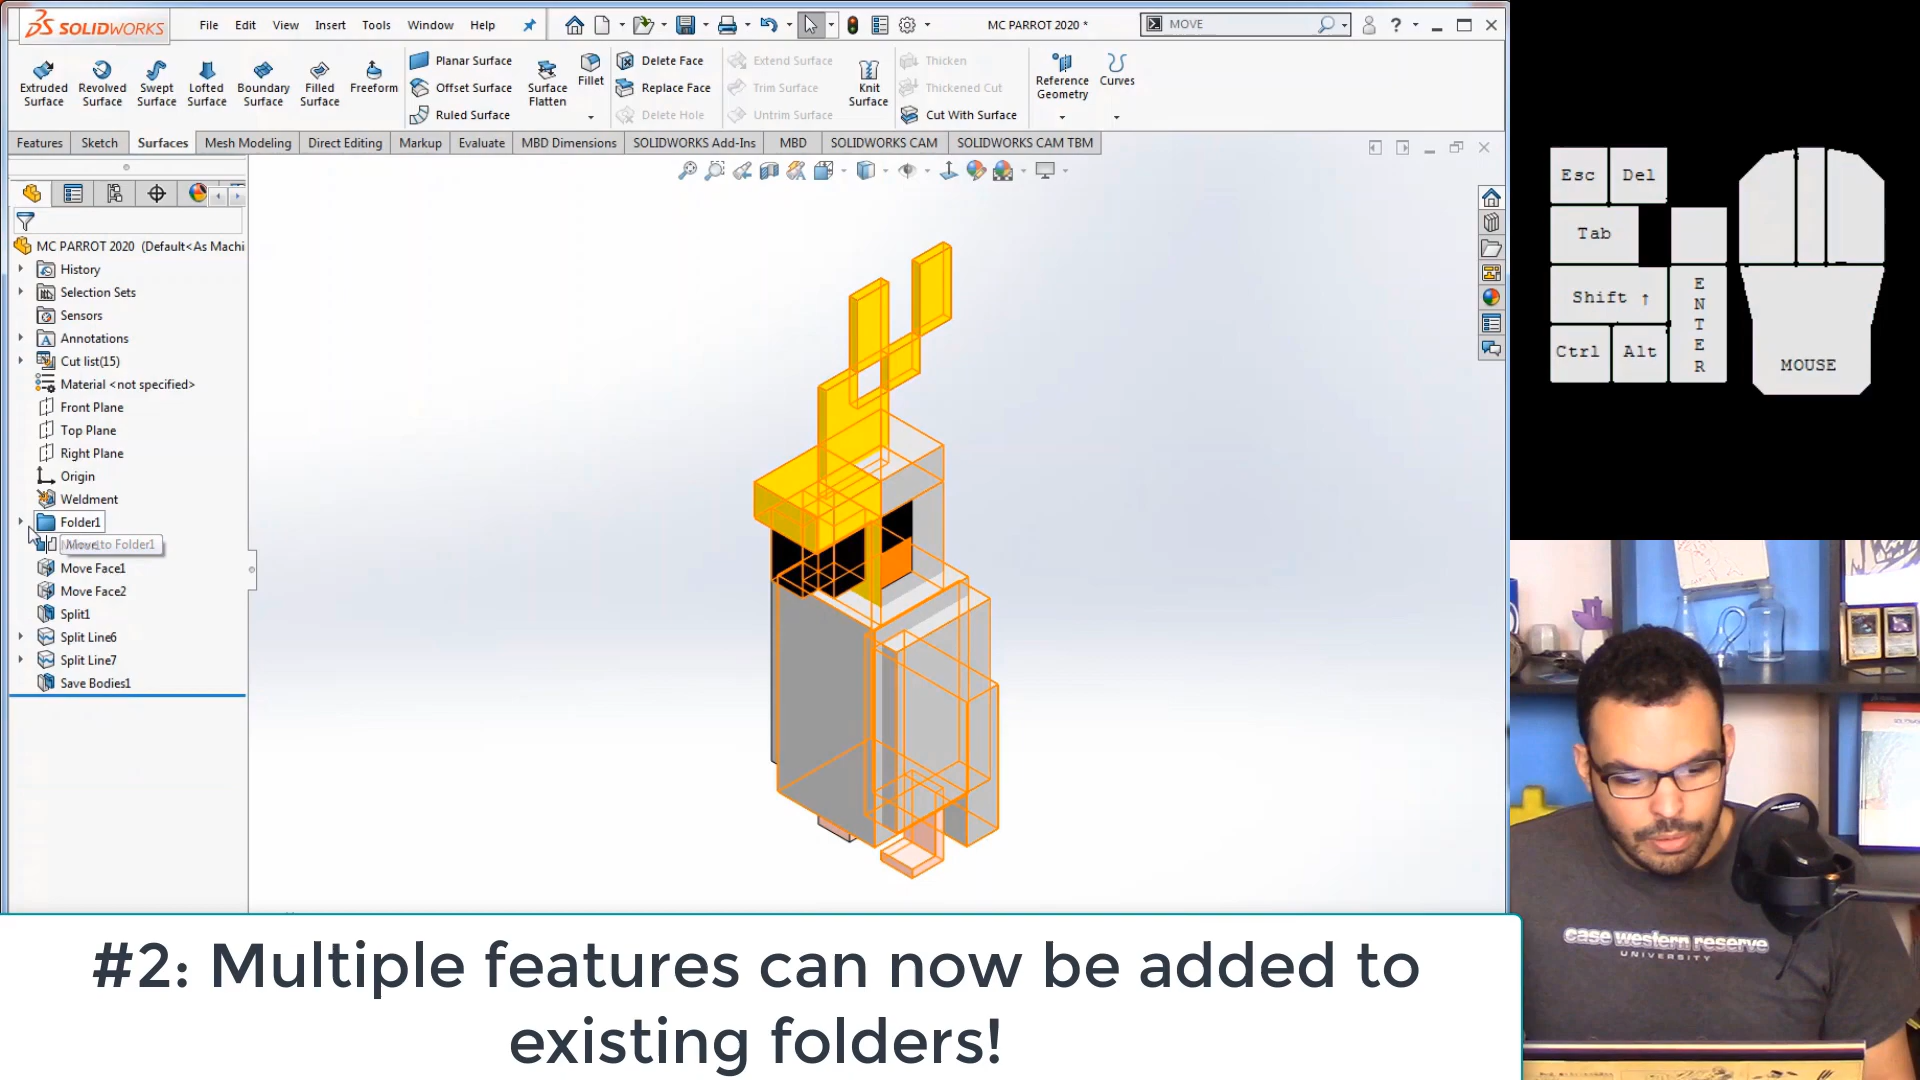 SOLIDWORKS
File Edit View Insert Tools Window Help
MC PARROT 2020 *
MOVE
Extruded Surface
Revolved Surface
Swept Surface
Lofted Surface
Boundary Surface
Filled Surface
Freeform
Planar Surface
Offset Surface
Ruled Surface
Surface Flatten
Fillet
Delete Face
Replace Face
Delete Hole
Extend Surface
Trim Surface
Untrim Surface
Knit Surface
Thicken
Thickened Cut
Cut With Surface
Reference Geometry
Curves
Features Sketch Surfaces Mesh Modeling Direct Editing Markup Evaluate MBD Dimensions SOLIDWORKS Add-Ins MBD SOLIDWORKS CAM SOLIDWORKS CAM TBM
MC PARROT 2020 (Default<As Machi
History
Selection Sets
Sensors
Annotations
Cut list(15)
Material <not specified>
Front Plane
Top Plane
Right Plane
Origin
Weldment
Folder1
Move to Folder1
Move Face1
Move Face2
Split1
Split Line6
Split Line7
Save Bodies1
Esc Del
Tab
Shift ↑
Ctrl Alt
ENTER
MOUSE
case western reserve
UNIVERSITY
#2: Multiple features can now be added to
existing folders!